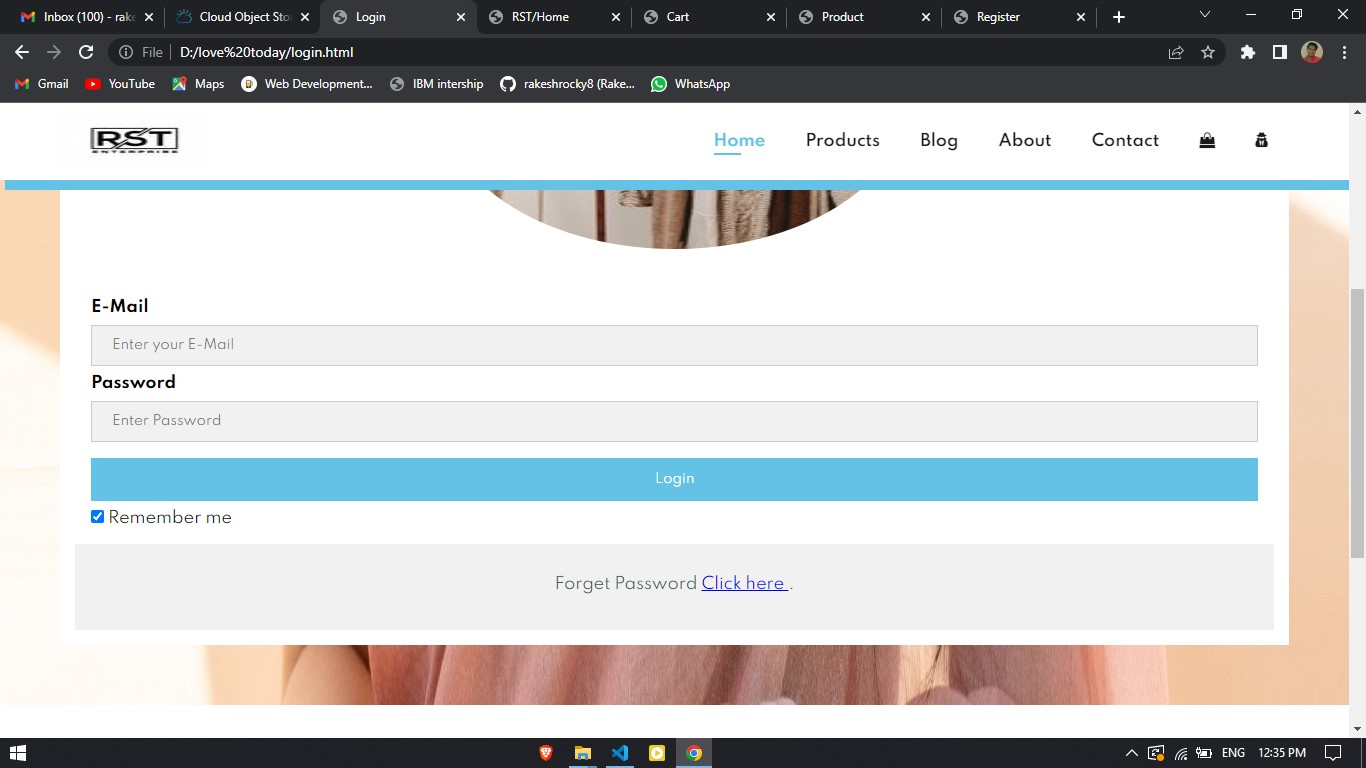 Inbox (100) - rake
Cloud Object Sto
Login
RST/Home
Cart
Product
Register
File
D:/love%20today/login.html
Gmail
YouTube
Maps
Web Development...
IBM intership
rakeshrocky8 (Rake...
WhatsApp
RST
ENTERPRISE
Home
Products
Blog
About
Contact
E-Mail
Enter your E-Mail
Password
Enter Password
Login
Remember me
Forget Password Click here .
ENG
12:35 PM